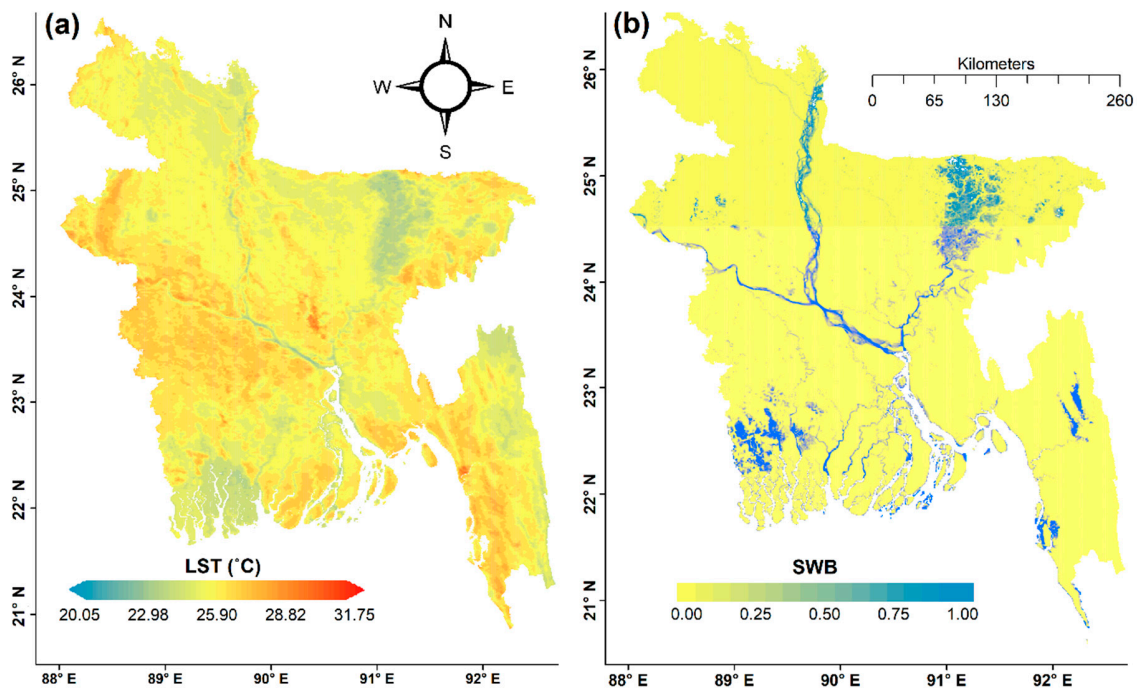 (a)
N
W E
S
26° N
25° N
24° N
23° N
22° N
21° N
LST (˚C)
20.05 22.98 25.90 28.82 31.75
88° E 89° E 90° E 91° E 92° E
(b)
Kilometers
0 65 130 260
26° N
25° N
24° N
23° N
22° N
21° N
SWB
0.00 0.25 0.50 0.75 1.00
88° E 89° E 90° E 91° E 92° E